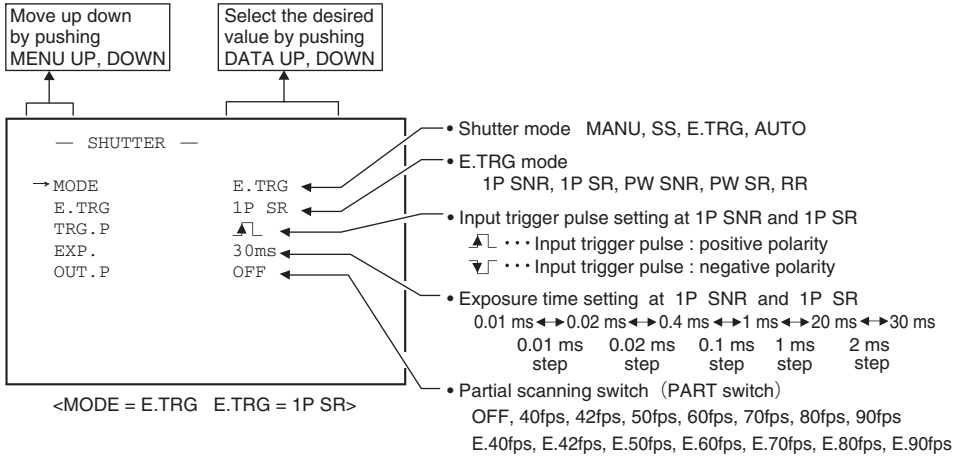 Move up down
by pushing
MENU UP, DOWN
Select the desired
value by pushing
DATA UP, DOWN
— SHUTTER —
→MODE E.TRG
E.TRG 1P SR
TRG.P
EXP. 30ms
OUT.P OFF
<MODE = E.TRG E.TRG = 1P SR>
• Shutter mode MANU, SS, E.TRG, AUTO
• E.TRG mode
1P SNR, 1P SR, PW SNR, PW SR, RR
• Input trigger pulse setting at 1P SNR and 1P SR
··· Input trigger pulse : positive polarity
··· Input trigger pulse : negative polarity
• Exposure time setting at 1P SNR and 1P SR
0.01 ms↔0.02 ms↔0.4 ms↔1 ms↔20 ms↔30 ms
0.01 ms 0.02 ms 0.1 ms 1 ms 2 ms
step step step step step
• Partial scanning switch（PART switch）
OFF, 40fps, 42fps, 50fps, 60fps, 70fps, 80fps, 90fps
E.40fps, E.42fps, E.50fps, E.60fps, E.70fps, E.80fps, E.90fps